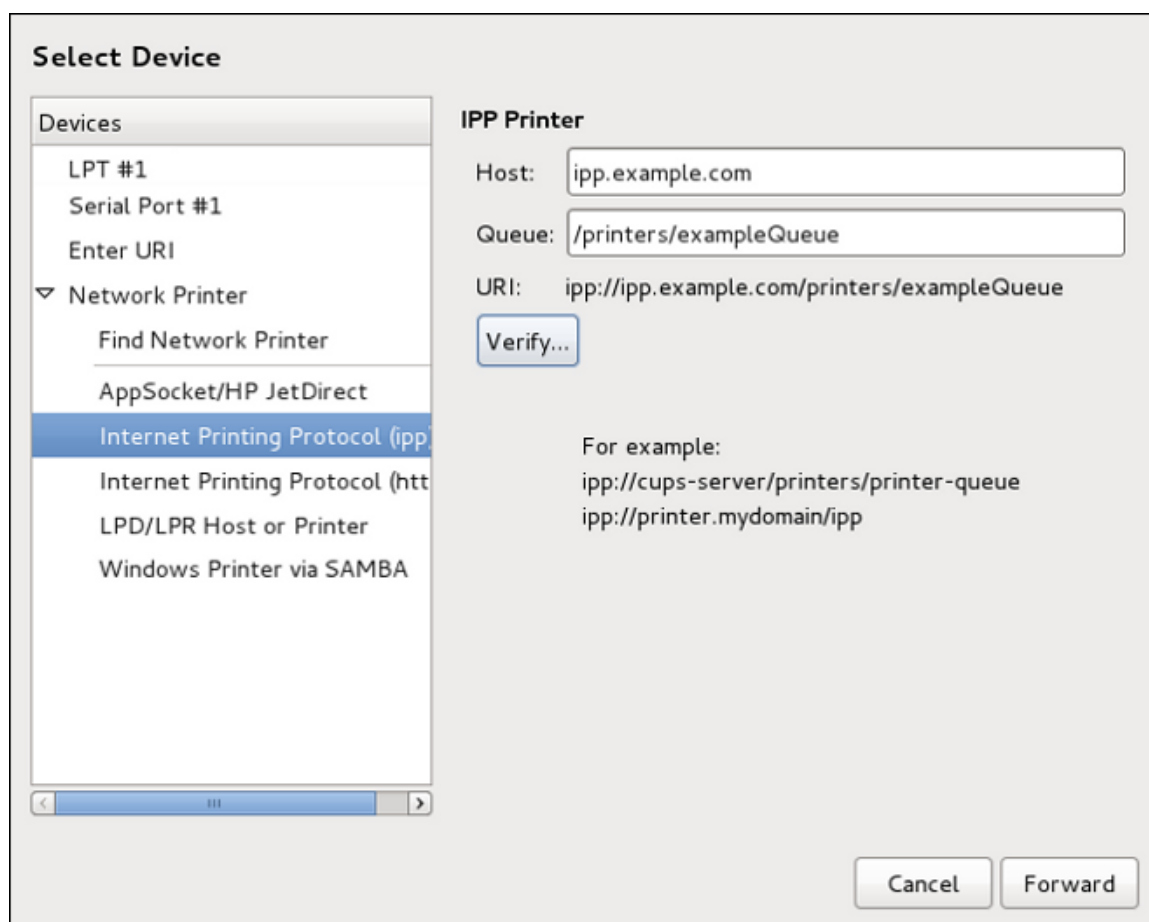 Select Device
Devices
LPT #1
Serial Port #1
Enter URI
Network Printer
Find Network Printer
AppSocket/HP JetDirect
Internet Printing Protocol (ipp)
Internet Printing Protocol (htt
LPD/LPR Host or Printer
Windows Printer via SAMBA
IPP Printer
Host: ipp.example.com
Queue: /printers/exampleQueue
URI: ipp://ipp.example.com/printers/exampleQueue
Verify...
For example:
ipp://cups-server/printers/printer-queue
ipp://printer.mydomain/ipp
Cancel Forward